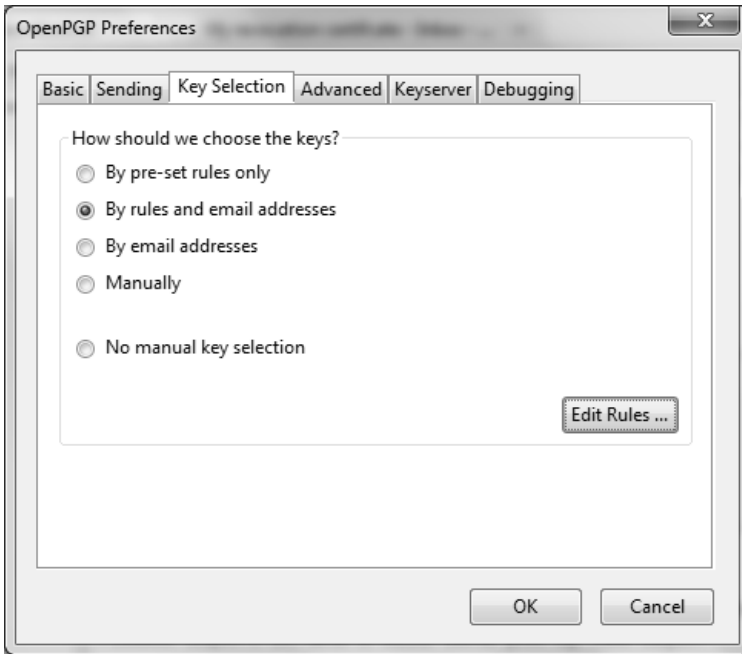 OpenPGP Preferences
Basic Sending Key Selection Advanced Keyserver Debugging
How should we choose the keys?
By pre-set rules only
By rules and email addresses
By email addresses
Manually
No manual key selection
Edit Rules ...
OK Cancel